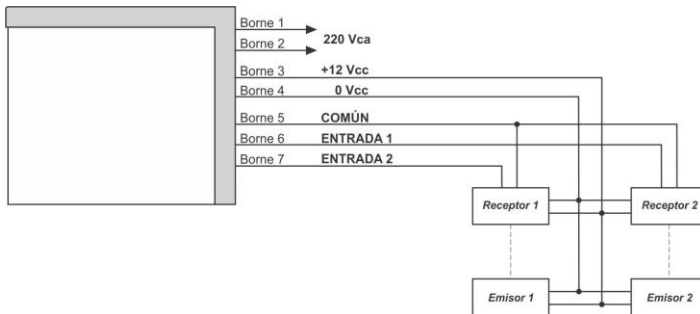 Borne 1
Borne 2
220 Vca
Borne 3 +12 Vcc
Borne 4 0 Vcc
Borne 5 COMÚN
Borne 6 ENTRADA 1
Borne 7 ENTRADA 2
Receptor 1 Receptor 2
Emisor 1 Emisor 2